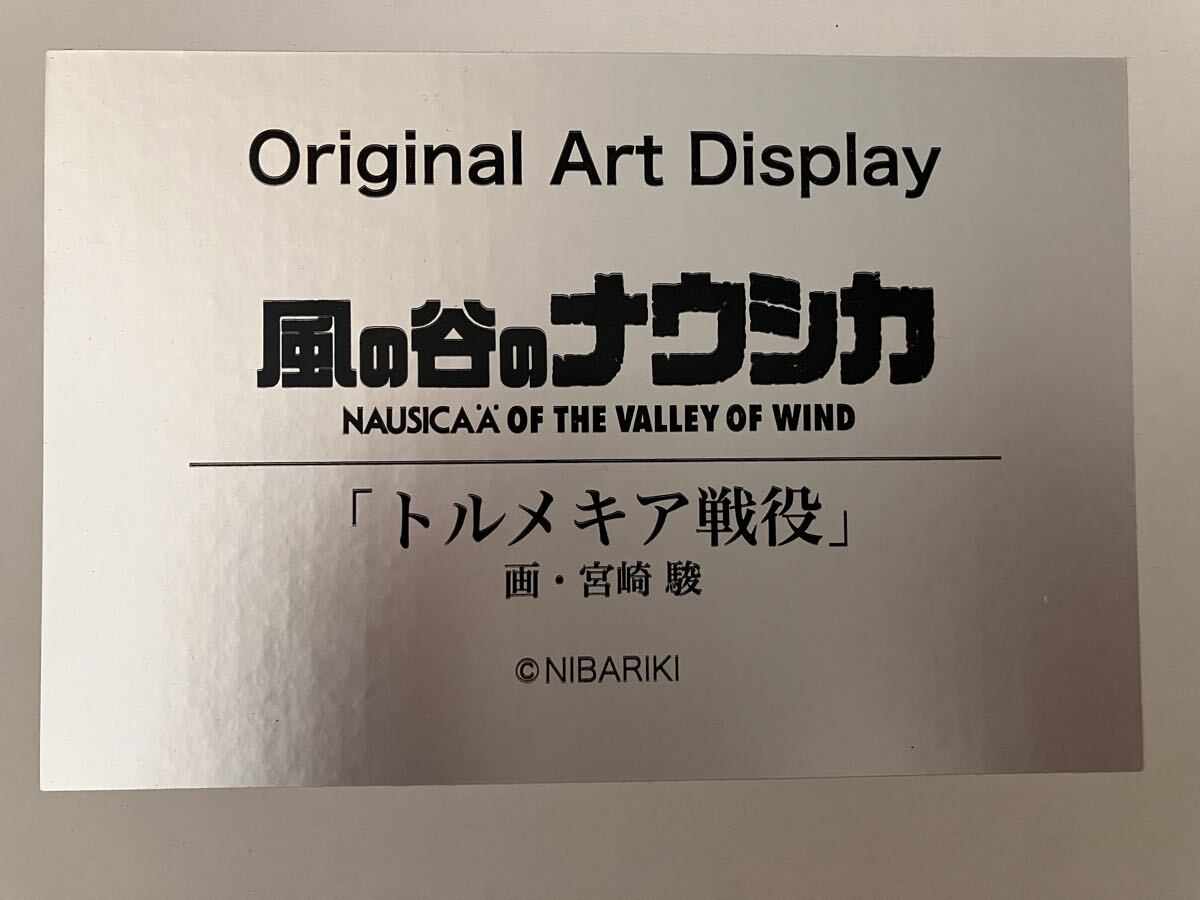 Original Art Display
風の谷のナウシカ
NAUSICAÄ OF THE VALLEY OF WIND
「トルメキア戦役」
画・宮崎 駿
©NIBARIKI